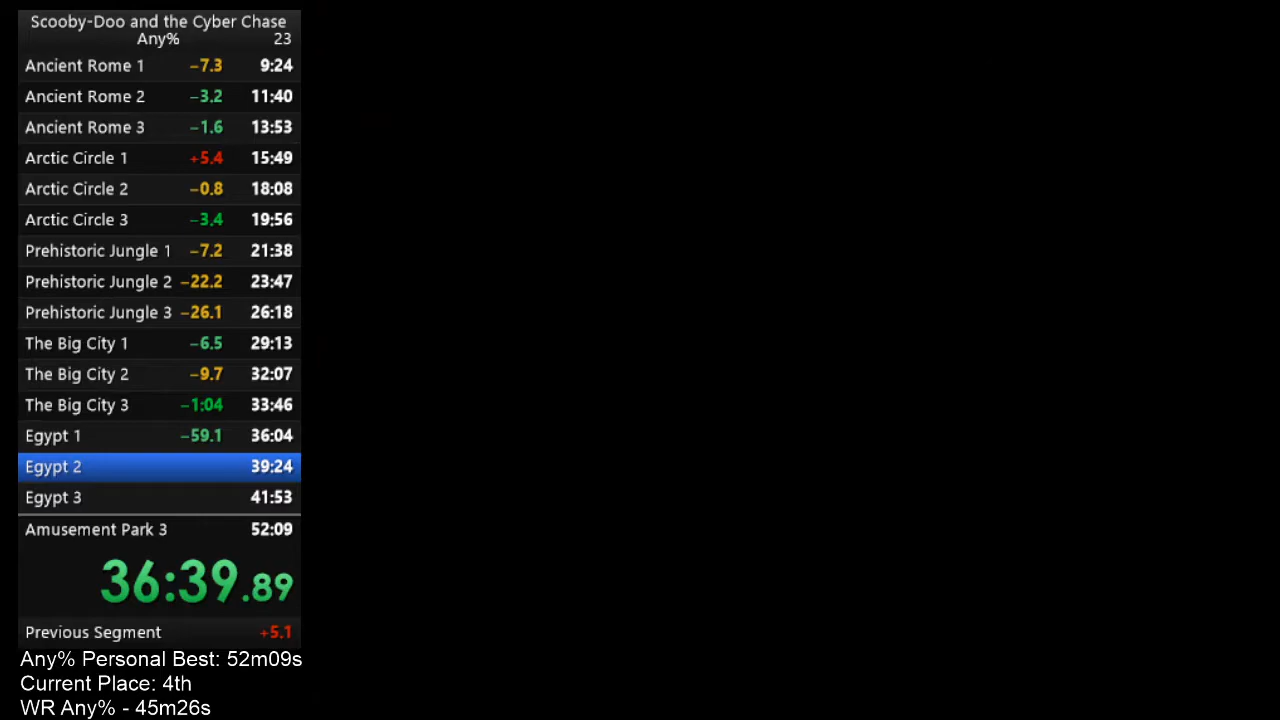 Scooby-Doo and the Cyber Chase
Any% 23
Ancient Rome 1 −7.3 9:24
Ancient Rome 2 −3.2 11:40
Ancient Rome 3 −1.6 13:53
Arctic Circle 1 +5.4 15:49
Arctic Circle 2 −0.8 18:08
Arctic Circle 3 −3.4 19:56
Prehistoric Jungle 1 −7.2 21:38
Prehistoric Jungle 2 −22.2 23:47
Prehistoric Jungle 3 −26.1 26:18
The Big City 1 −6.5 29:13
The Big City 2 −9.7 32:07
The Big City 3 −1:04 33:46
Egypt 1 −59.1 36:04
Egypt 2 39:24
Egypt 3 41:53
Amusement Park 3 52:09
36:39.89
Previous Segment +5.1
Any% Personal Best: 52m09s
Current Place: 4th
WR Any% - 45m26s